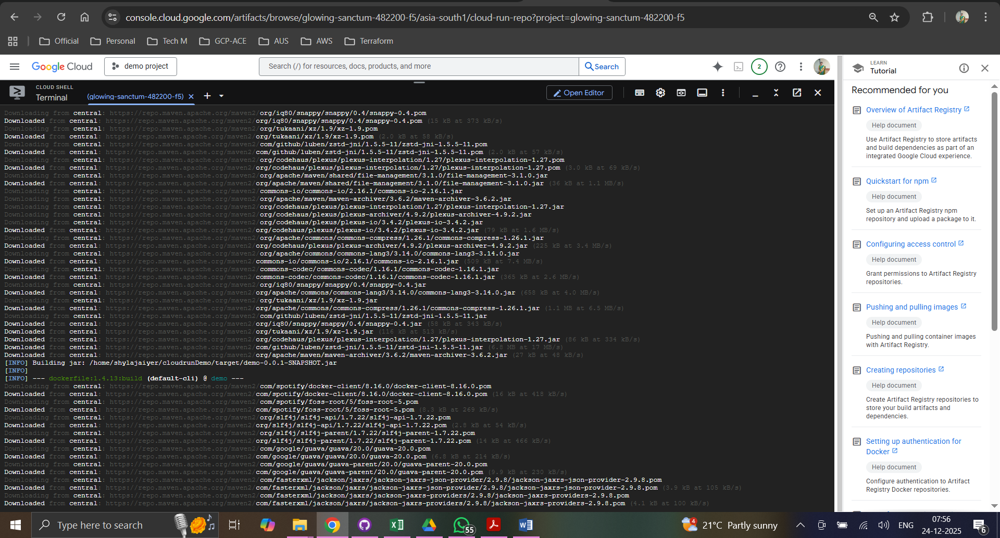 console.cloud.google.com/artifacts/browse/glowing-sanctum-482200-f5/asia-south1/cloud-run-repo?project=glowing-sanctum-482200-f5
Official Personal Tech M GCP-ACE AUS AWS Terraform
Google Cloud demo project Search (/) for resources, docs, products, and more Search 2
CLOUD SHELL
Terminal (glowing-sanctum-482200-f5) Open Editor
Downloading from central: https://repo.maven.apache.org/maven2/org/iq80/snappy/snappy/0.4/snappy-0.4.pom
Downloaded from central: https://repo.maven.apache.org/maven2/org/iq80/snappy/snappy/0.4/snappy-0.4.pom (15 kB at 373 kB/s)
Downloading from central: https://repo.maven.apache.org/maven2/org/tukaani/xz/1.9/xz-1.9.pom
Downloaded from central: https://repo.maven.apache.org/maven2/org/tukaani/xz/1.9/xz-1.9.pom (2.0 kB at 58 kB/s)
Downloading from central: https://repo.maven.apache.org/maven2/com/github/luben/zstd-jni/1.5.5-11/zstd-jni-1.5.5-11.pom
Downloaded from central: https://repo.maven.apache.org/maven2/com/github/luben/zstd-jni/1.5.5-11/zstd-jni-1.5.5-11.pom (2.0 kB at 57 kB/s)
Downloading from central: https://repo.maven.apache.org/maven2/org/codehaus/plexus/plexus-interpolation/1.27/plexus-interpolation-1.27.pom
Downloaded from central: https://repo.maven.apache.org/maven2/org/codehaus/plexus/plexus-interpolation/1.27/plexus-interpolation-1.27.pom (3.0 kB at 69 kB/s)
Downloading from central: https://repo.maven.apache.org/maven2/org/apache/maven/shared/file-management/3.1.0/file-management-3.1.0.jar
Downloaded from central: https://repo.maven.apache.org/maven2/org/apache/maven/shared/file-management/3.1.0/file-management-3.1.0.jar (36 kB at 1.1 MB/s)
Downloading from central: https://repo.maven.apache.org/maven2/commons-io/commons-io/2.16.1/commons-io-2.16.1.jar
Downloading from central: https://repo.maven.apache.org/maven2/org/apache/maven/maven-archiver/3.6.2/maven-archiver-3.6.2.jar
Downloading from central: https://repo.maven.apache.org/maven2/org/codehaus/plexus/plexus-interpolation/1.27/plexus-interpolation-1.27.jar
Downloading from central: https://repo.maven.apache.org/maven2/org/codehaus/plexus/plexus-archiver/4.9.2/plexus-archiver-4.9.2.jar
Downloading from central: https://repo.maven.apache.org/maven2/org/codehaus/plexus/plexus-io/3.4.2/plexus-io-3.4.2.jar
Downloaded from central: https://repo.maven.apache.org/maven2/org/codehaus/plexus/plexus-io/3.4.2/plexus-io-3.4.2.jar (79 kB at 1.6 MB/s)
Downloading from central: https://repo.maven.apache.org/maven2/org/apache/commons/commons-compress/1.26.1/commons-compress-1.26.1.jar
Downloaded from central: https://repo.maven.apache.org/maven2/org/codehaus/plexus/plexus-archiver/4.9.2/plexus-archiver-4.9.2.jar (225 kB at 3.4 MB/s)
Downloading from central: https://repo.maven.apache.org/maven2/org/apache/commons/commons-lang3/3.14.0/commons-lang3-3.14.0.jar
Downloaded from central: https://repo.maven.apache.org/maven2/commons-io/commons-io/2.16.1/commons-io-2.16.1.jar (509 kB at 7.4 MB/s)
Downloading from central: https://repo.maven.apache.org/maven2/commons-codec/commons-codec/1.16.1/commons-codec-1.16.1.jar
Downloaded from central: https://repo.maven.apache.org/maven2/commons-codec/commons-codec/1.16.1/commons-codec-1.16.1.jar (365 kB at 2.6 MB/s)
Downloading from central: https://repo.maven.apache.org/maven2/org/iq80/snappy/snappy/0.4/snappy-0.4.jar
Downloaded from central: https://repo.maven.apache.org/maven2/org/apache/commons/commons-lang3/3.14.0/commons-lang3-3.14.0.jar (658 kB at 4.0 MB/s)
Downloading from central: https://repo.maven.apache.org/maven2/org/tukaani/xz/1.9/xz-1.9.jar
Downloaded from central: https://repo.maven.apache.org/maven2/org/apache/commons/commons-compress/1.26.1/commons-compress-1.26.1.jar (1.1 MB at 6.5 MB/s)
Downloading from central: https://repo.maven.apache.org/maven2/com/github/luben/zstd-jni/1.5.5-11/zstd-jni-1.5.5-11.jar
Downloaded from central: https://repo.maven.apache.org/maven2/org/iq80/snappy/snappy/0.4/snappy-0.4.jar (58 kB at 343 kB/s)
Downloaded from central: https://repo.maven.apache.org/maven2/org/tukaani/xz/1.9/xz-1.9.jar (116 kB at 513 kB/s)
Downloaded from central: https://repo.maven.apache.org/maven2/org/codehaus/plexus/plexus-interpolation/1.27/plexus-interpolation-1.27.jar (86 kB at 334 kB/s)
Downloaded from central: https://repo.maven.apache.org/maven2/com/github/luben/zstd-jni/1.5.5-11/zstd-jni-1.5.5-11.jar (6.8 MB at 17 MB/s)
Downloaded from central: https://repo.maven.apache.org/maven2/org/apache/maven/maven-archiver/3.6.2/maven-archiver-3.6.2.jar (27 kB at 48 kB/s)
[INFO] Building jar: /home/shylajaiyer/cloudrunDemo/target/demo-0.0.1-SNAPSHOT.jar
[INFO]
[INFO] --- dockerfile:1.4.13:build (default-cli) @ demo ---
Downloading from central: https://repo.maven.apache.org/maven2/com/spotify/docker-client/8.16.0/docker-client-8.16.0.pom
Downloaded from central: https://repo.maven.apache.org/maven2/com/spotify/docker-client/8.16.0/docker-client-8.16.0.pom (16 kB at 418 kB/s)
Downloading from central: https://repo.maven.apache.org/maven2/com/spotify/foss-root/5/foss-root-5.pom
Downloaded from central: https://repo.maven.apache.org/maven2/com/spotify/foss-root/5/foss-root-5.pom (8.3 kB at 269 kB/s)
Downloading from central: https://repo.maven.apache.org/maven2/org/slf4j/slf4j-api/1.7.22/slf4j-api-1.7.22.pom
Downloaded from central: https://repo.maven.apache.org/maven2/org/slf4j/slf4j-api/1.7.22/slf4j-api-1.7.22.pom (2.8 kB at 54 kB/s)
Downloading from central: https://repo.maven.apache.org/maven2/org/slf4j/slf4j-parent/1.7.22/slf4j-parent-1.7.22.pom
Downloaded from central: https://repo.maven.apache.org/maven2/org/slf4j/slf4j-parent/1.7.22/slf4j-parent-1.7.22.pom (14 kB at 466 kB/s)
Downloading from central: https://repo.maven.apache.org/maven2/com/google/guava/guava/20.0/guava-20.0.pom
Downloaded from central: https://repo.maven.apache.org/maven2/com/google/guava/guava/20.0/guava-20.0.pom (6.8 kB at 214 kB/s)
Downloading from central: https://repo.maven.apache.org/maven2/com/google/guava/guava-parent/20.0/guava-parent-20.0.pom
Downloaded from central: https://repo.maven.apache.org/maven2/com/google/guava/guava-parent/20.0/guava-parent-20.0.pom (9.9 kB at 230 kB/s)
Downloading from central: https://repo.maven.apache.org/maven2/com/fasterxml/jackson/jaxrs/jackson-jaxrs-json-provider/2.9.8/jackson-jaxrs-json-provider-2.9.8.pom
Downloaded from central: https://repo.maven.apache.org/maven2/com/fasterxml/jackson/jaxrs/jackson-jaxrs-json-provider/2.9.8/jackson-jaxrs-json-provider-2.9.8.pom (3.9 kB at 105 kB/s)
Downloading from central: https://repo.maven.apache.org/maven2/com/fasterxml/jackson/jaxrs/jackson-jaxrs-providers/2.9.8/jackson-jaxrs-providers-2.9.8.pom
Downloaded from central: https://repo.maven.apache.org/maven2/com/fasterxml/jackson/jaxrs/jackson-jaxrs-providers/2.9.8/jackson-jaxrs-providers-2.9.8.pom (4.1 kB at 100 kB/s)
LEARN
Tutorial
Recommended for you
Overview of Artifact Registry
Help document
Use Artifact Registry to store artifacts
and build dependencies as part of an
integrated Google Cloud experience.
Quickstart for npm
Help document
Set up an Artifact Registry npm
repository and upload a package to it.
Configuring access control
Help document
Grant permissions to Artifact Registry
repositories.
Pushing and pulling images
Help document
Pushing and pulling container images
with Artifact Registry.
Creating repositories
Help document
Create Artifact Registry repositories to
store your build artifacts and
dependencies.
Setting up authentication for
Docker
Help document
Configure authentication to Artifact
Registry Docker repositories.
Type here to search 55 4 21°C Partly sunny ENG 07:56
24-12-2025 6